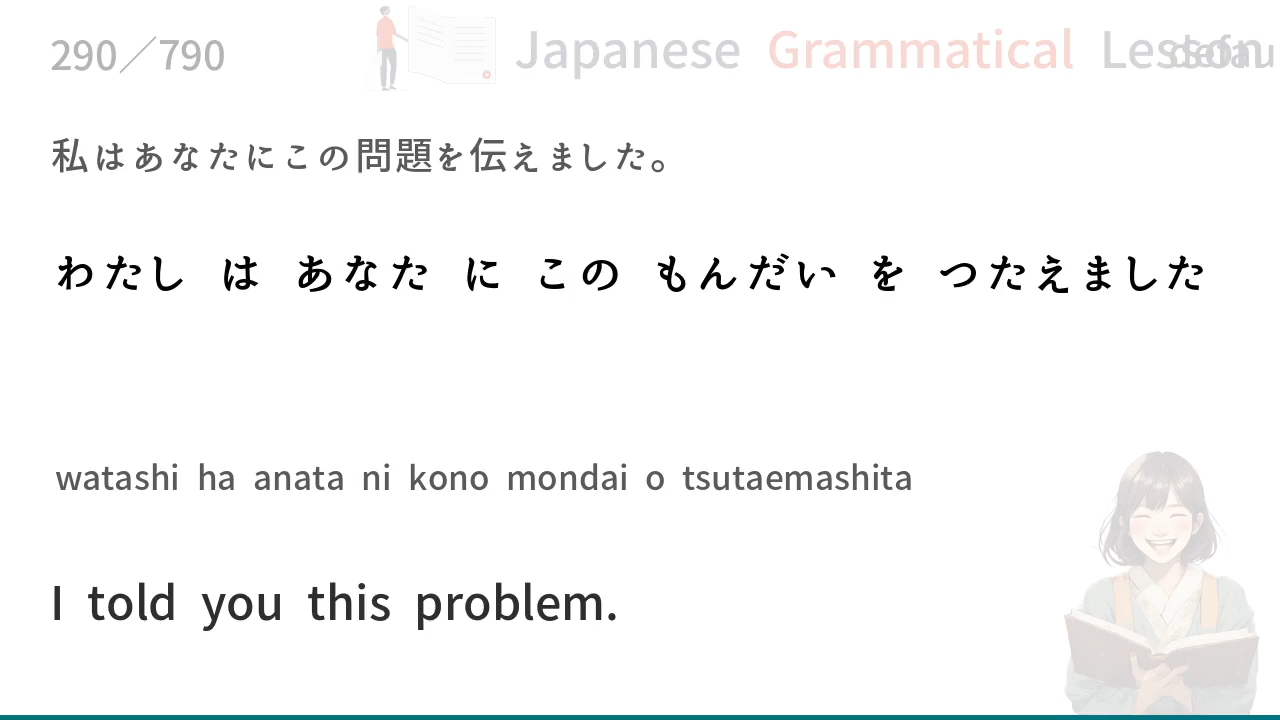 290／790
Japanese Grammatical Lesson
defau
私はあなたにこの問題を伝えました。
わたし は あなた に この もんだい を つたえました
watashi ha anata ni kono mondai o tsutaemashita
I told you this problem.